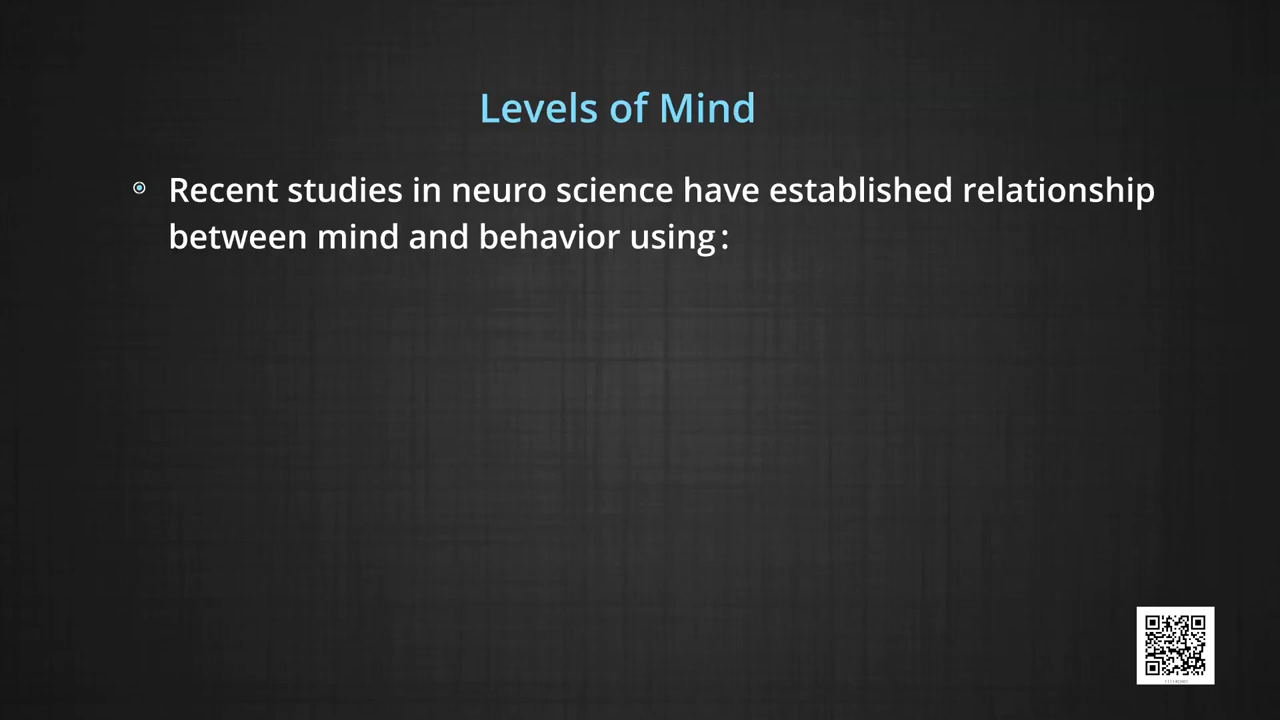 Levels of Mind
Recent studies in neuro science have established relationship
between mind and behavior using :